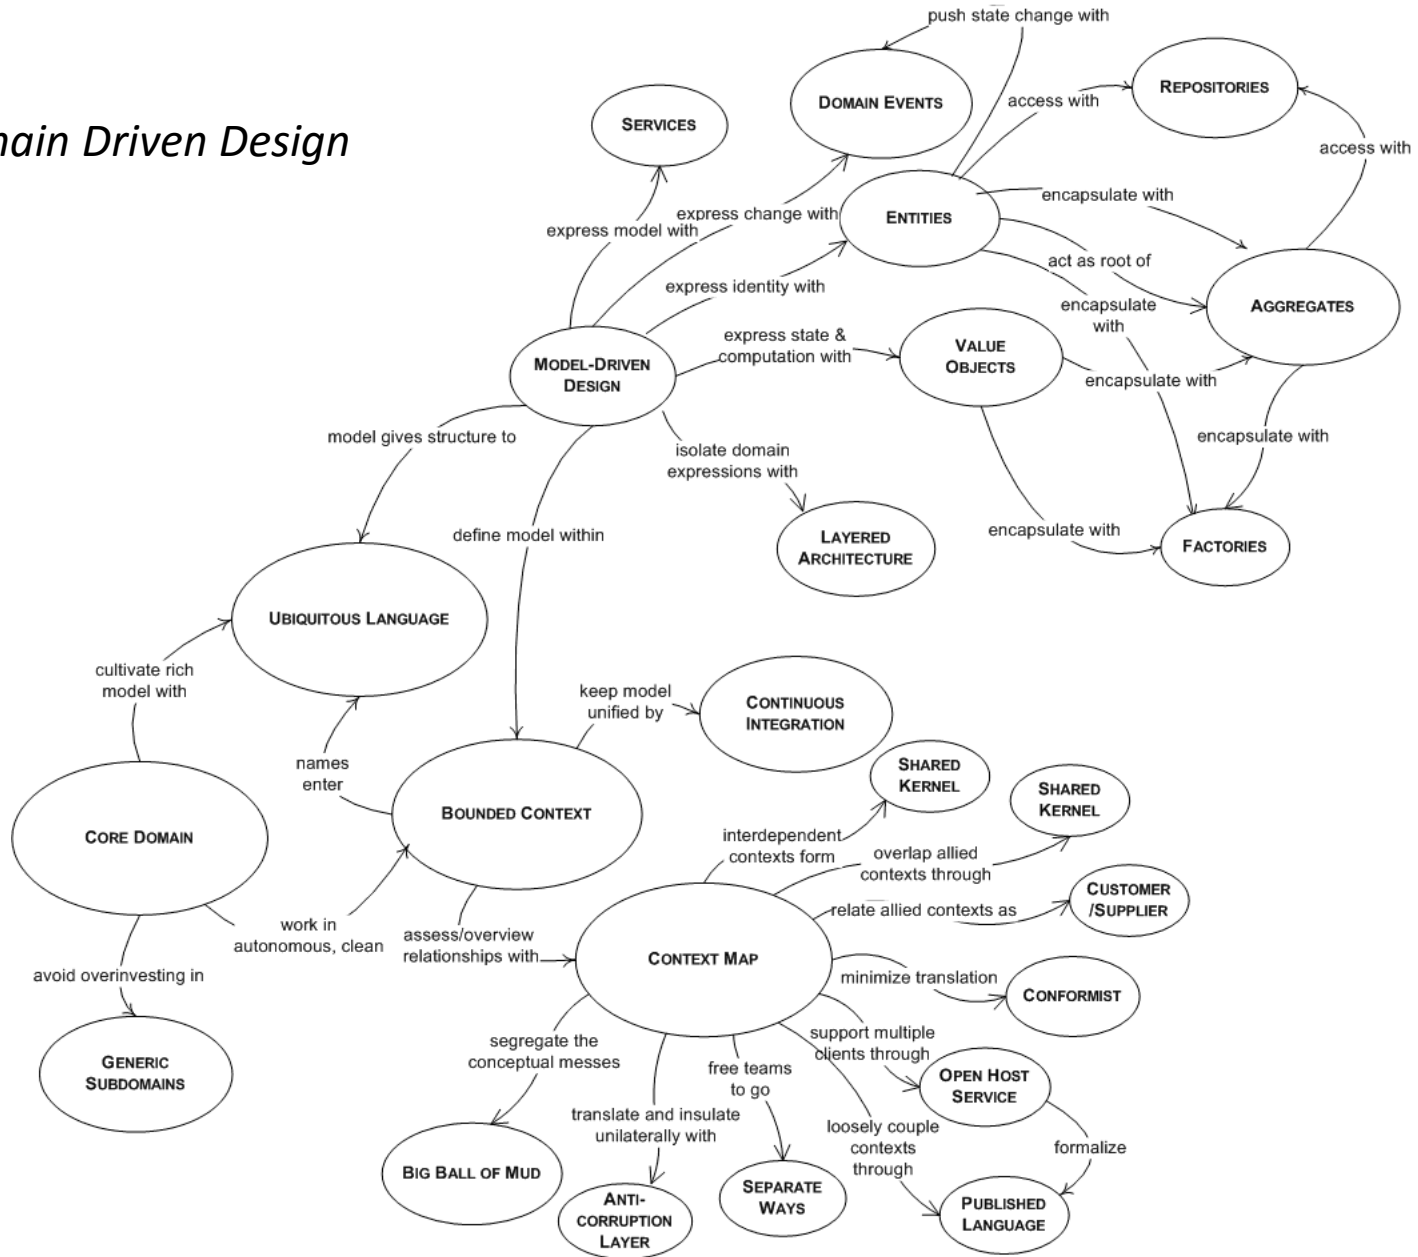 push state change with
DOMAIN EVENTS
REPOSITORIES
access with
SERVICES
main Driven Design
access with
encapsulate with
express change with
ENTITIES
express model with
act as root of
express identity with
encapsulate
with
AGGREGATES
express state &
computation with
VALUE
OBJECTS
MODEL-DRIVEN
DESIGN
encapsulate with
model gives structure to
encapsulate with
isolate domain
expressions with
define model within
encapsulate with
LAYERED
ARCHITECTURE
FACTORIES
UBIQUITOUS LANGUAGE
cultivate rich
model with
keep model
unified by
CONTINUOUS
INTEGRATION
names
enter
SHARED
KERNEL
SHARED
KERNEL
BOUNDED CONTEXT
CORE DOMAIN
interdependent
contexts form
overlap allied
contexts through
CUSTOMER
/SUPPLIER
relate allied contexts as
work in
autonomous, clean
assess/overview
relationships with
CONTEXT MAP
avoid overinvesting in
minimize translation
CONFORMIST
segregate the
conceptual messes
support multiple
clients through
GENERIC
SUBDOMAINS
free teams
to go
OPEN HOST
SERVICE
translate and insulate
unilaterally with
loosely couple
contexts
through
formalize
BIG BALL OF MUD
SEPARATE
WAYS
ANTI-
CORRUPTION
LAYER
PUBLISHED
LANGUAGE